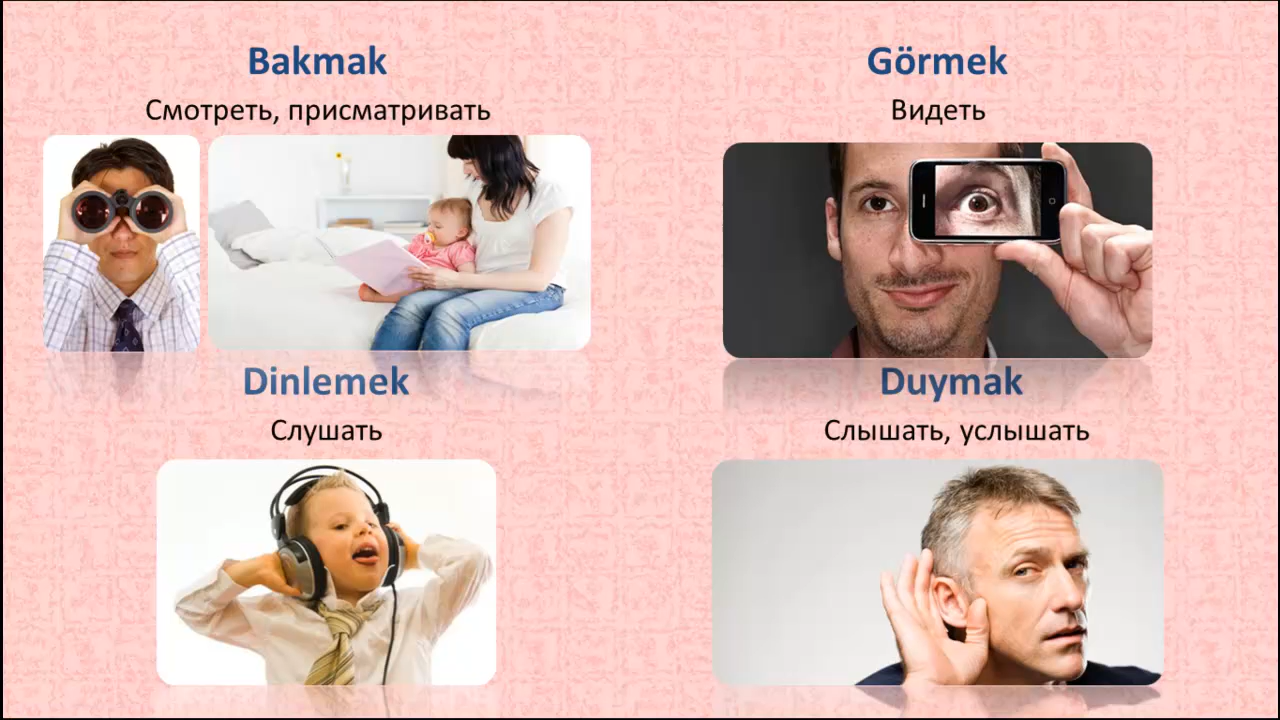 Bakmak
Смотреть, присматривать
Görmek
Видеть
Dinlemek
Слушать
Duymak
Слышать, услышать